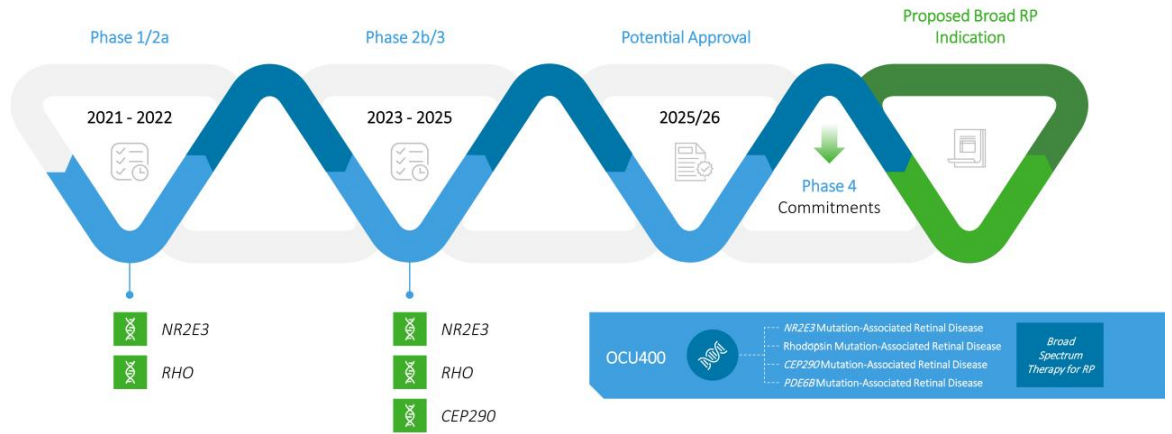 Phase 1/2a
Phase 2b/3
Potential Approval
Proposed Broad RP
Indication
2021 - 2022
2023 - 2025
2025/26
Phase 4
Commitments
NR2E3
RHO
NR2E3
RHO
CEP290
OCU400
NR2E3 Mutation-Associated Retinal Disease
Rhodopsin Mutation-Associated Retinal Disease
CEP290 Mutation-Associated Retinal Disease
PDE6B Mutation-Associated Retinal Disease
Broad
Spectrum
Therapy for RP